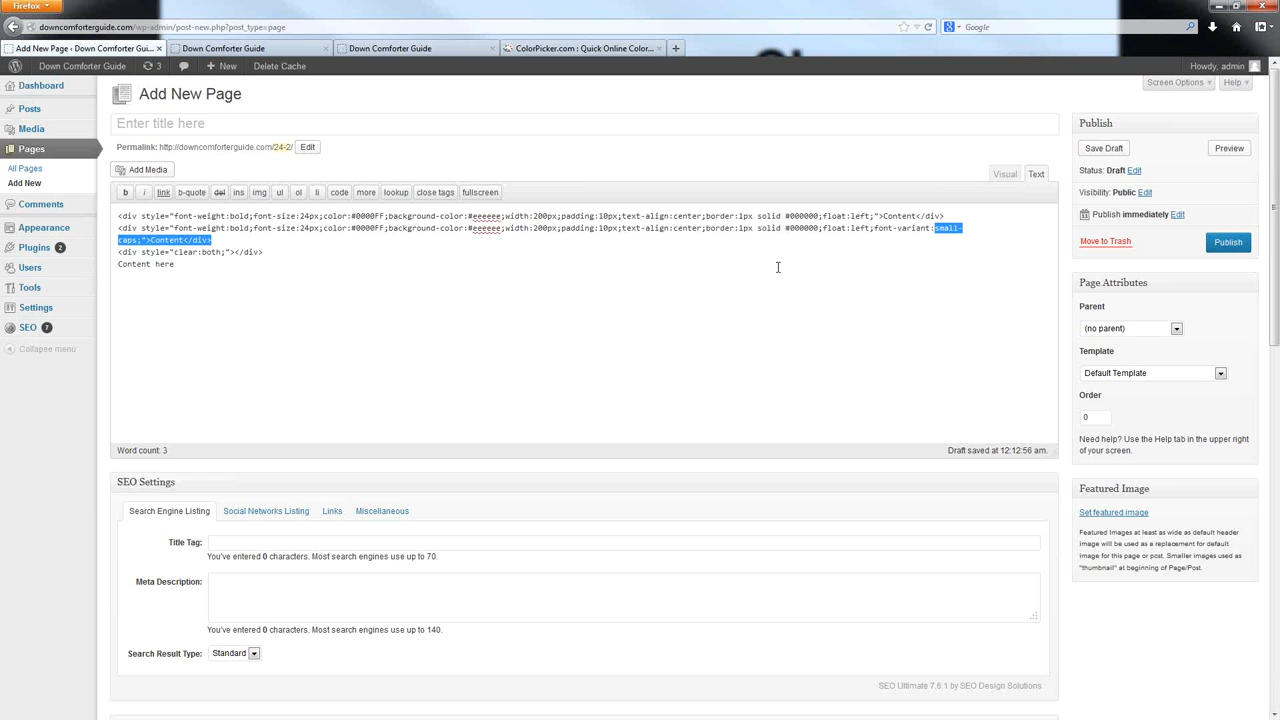 Firefox
downcomforterguide.com/wp-admin/post-new.php?post_type=page
Google
Add New Page ‹ Down Comforter Gui...
Down Comforter Guide
Down Comforter Guide
ColorPicker.com : Quick Online Color...
Down Comforter Guide
3
New
Delete Cache
Howdy, admin
Dashboard
Posts
Media
Pages
All Pages
Add New
Comments
Appearance
Plugins 2
Users
Tools
Settings
SEO 7
Collapse menu
Screen Options
Help
Add New Page
Enter title here
Permalink: http://downcomforterguide.com/24-2/ Edit
Add Media
Visual
Text
b
i
link
b-quote
del
ins
img
ul
ol
li
code
more
lookup
close tags
fullscreen
<div style="font-weight:bold;font-size:24px;color:#0000FF;background-color:#eeeeee;width:200px;padding:10px;text-align:center;border:1px solid #000000;float:left;">Content</div>
<div style="font-weight:bold;font-size:24px;color:#0000FF;background-color:#eeeeee;width:200px;padding:10px;text-align:center;border:1px solid #000000;float:left;font-variant:small-
caps;">Content</div>
<div style="clear:both;"></div>
Content here
Word count: 3
Draft saved at 12:12:56 am.
SEO Settings
Search Engine Listing
Social Networks Listing
Links
Miscellaneous
Title Tag:
You've entered 0 characters. Most search engines use up to 70.
Meta Description:
You've entered 0 characters. Most search engines use up to 140.
Search Result Type:
Standard
SEO Ultimate 7.6.1 by SEO Design Solutions
Publish
Save Draft
Preview
Status: Draft Edit
Visibility: Public Edit
Publish immediately Edit
Move to Trash
Publish
Page Attributes
Parent
(no parent)
Template
Default Template
Order
0
Need help? Use the Help tab in the upper right
of your screen.
Featured Image
Set featured image
Featured Images at least as wide as default header
image will be used as a replacement for default
image for this page or post. Smaller images used as
"thumbnail" at beginning of Page/Post.